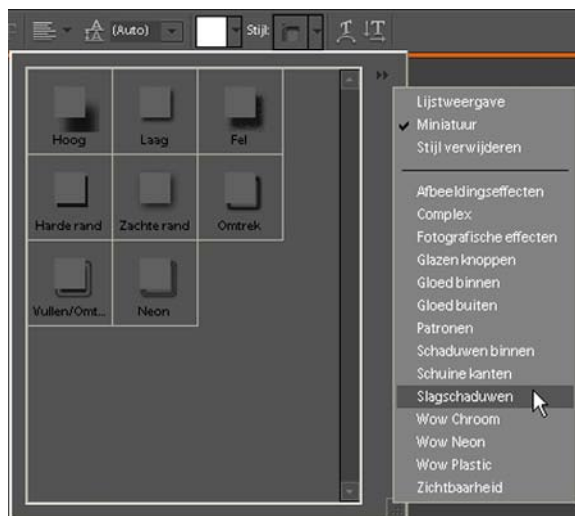 (Auto) Stijl:
Hoog Laag Fel
Harde rand Zachte rand Omtrek
Vullen/Omt... Neon
Lijstweergave
Miniatuur
Stijl verwijderen
Afbeeldingseffecten
Complex
Fotografische effecten
Glazen knoppen
Gloed binnen
Gloed buiten
Patronen
Schaduwen binnen
Schuine kanten
Slagschaduwen
Wow Chroom
Wow Neon
Wow Plastic
Zichtbaarheid